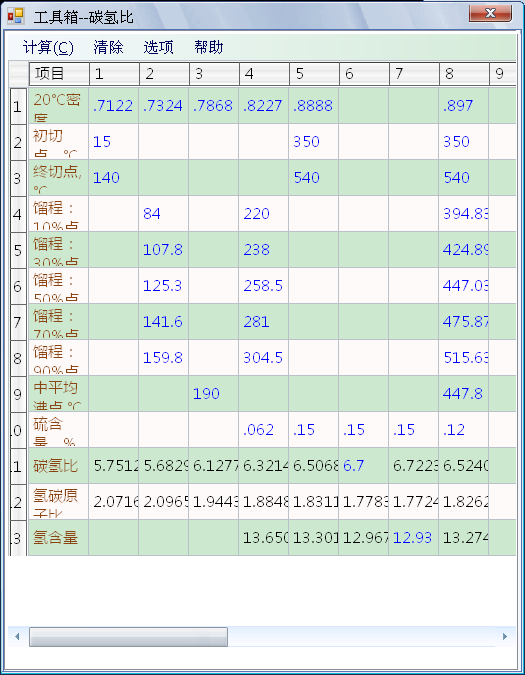 工具箱--碳氢比
计算(C) 清除 选项 帮助
项目 1 2 3 4 5 6 7 8 9
1 20℃密度 .7122 .7324 .7868 .8227 .8888 .897
2 初切点，℃ 15 350 350
3 终切点，℃ 140 540 540
4 馏程：10%点 84 220 394.83
5 馏程：30%点 107.8 238 424.89
6 馏程：50%点 125.3 258.5 447.03
7 馏程：70%点 141.6 281 475.87
8 馏程：90%点 159.8 304.5 515.63
9 中平均沸点,℃ 190 447.8
10 硫含量，% .062 .15 .15 .15 .12
11 碳氢比 5.7512 5.6829 6.1277 6.3214 6.5068 6.7 6.7223 6.5240
12 氢碳原子比 2.0716 2.0965 1.9443 1.8848 1.8311 1.7783 1.7724 1.8262
13 氢含量 13.650 13.301 12.967 12.93 13.274